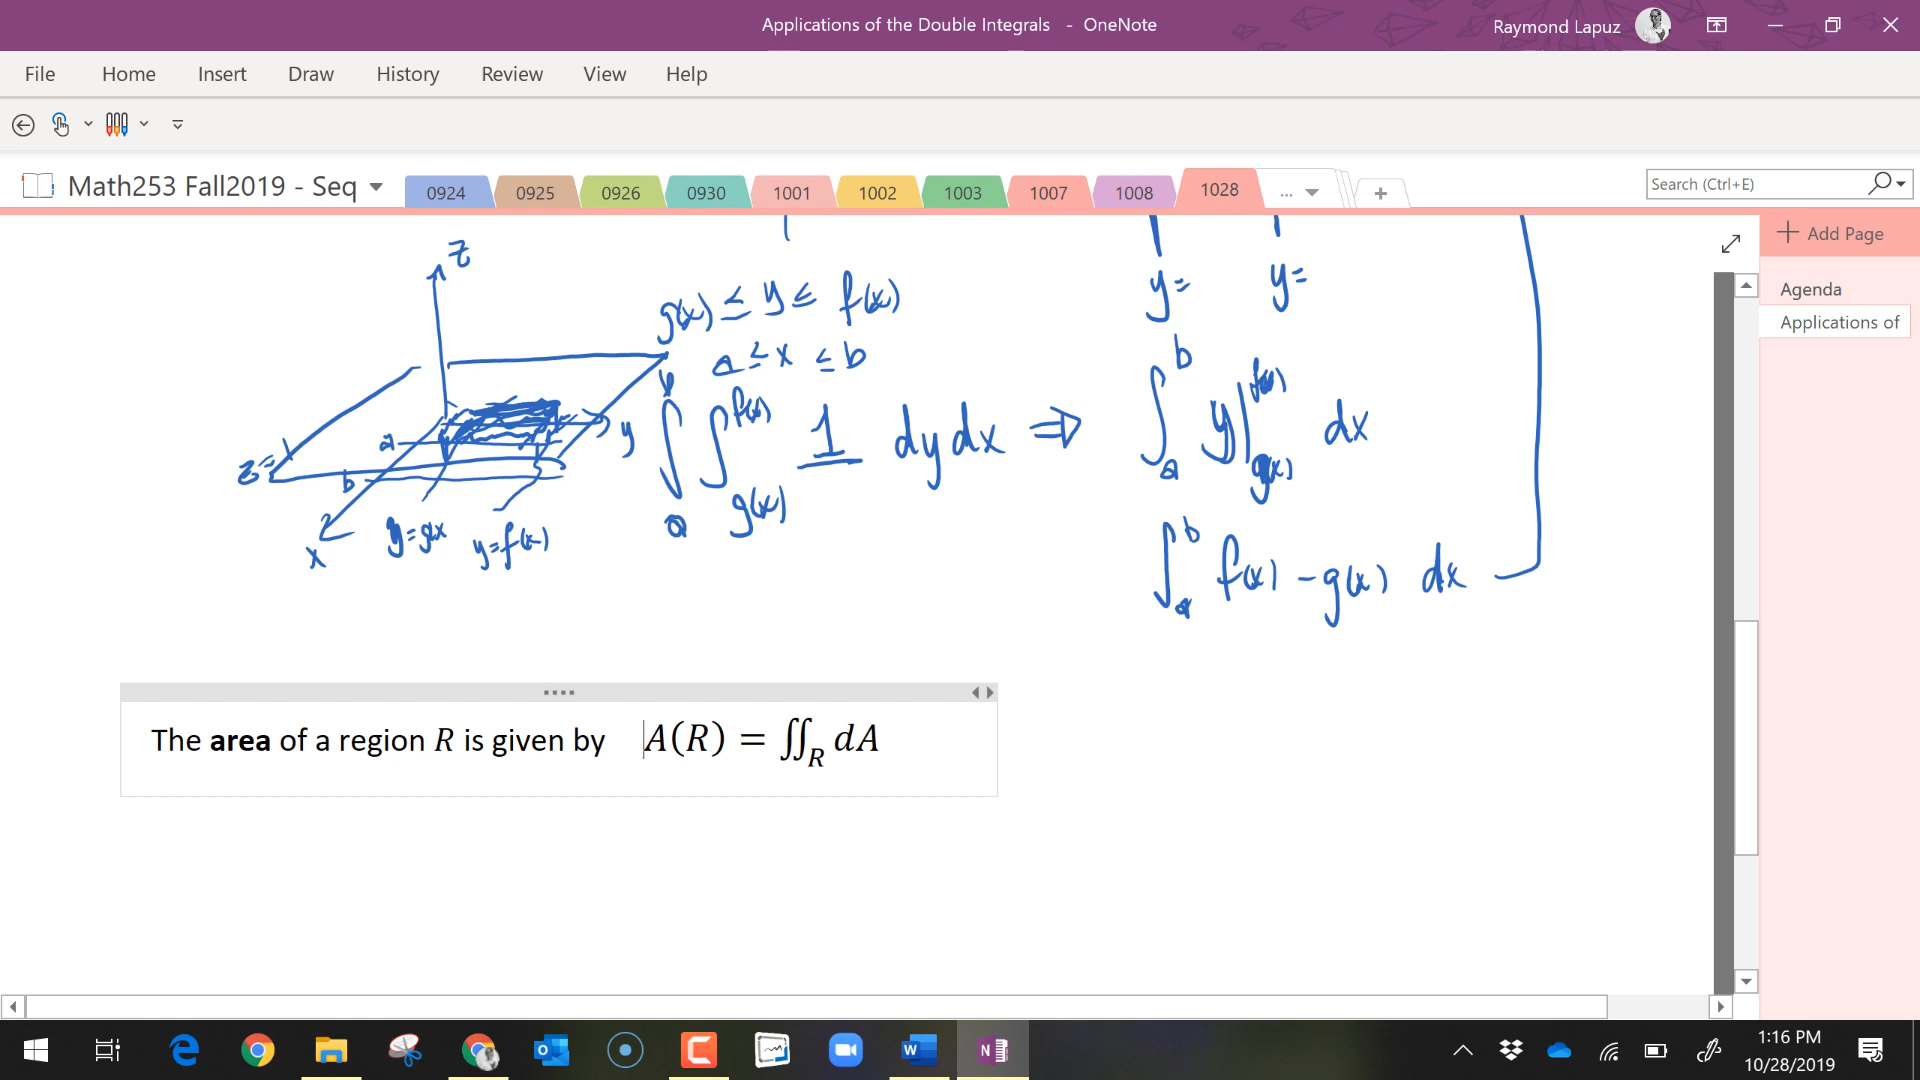 Applications of the Double Integrals - OneNote
Raymond Lapuz
File Home Insert Draw History Review View Help
Math253 Fall2019 - Seq
0924 0925 0926 0930 1001 1002 1003 1007 1008 1028 ... +
Search (Ctrl+E)
Add Page
Agenda
Applications of
z
g(x) ≤ y ≤ f(x)
a ≤ x ≤ b
y= y=
∫_a^b ∫_{g(x)}^{f(x)} 1 dy dx ⇒ ∫_a^b y|_{g(x)}^{f(x)} dx
a
b
y
z=1
x
y=gx
y=f(x)
∫_a^b f(x) - g(x) dx
The area of a region R is given by A(R) = ∬_R dA
1:16 PM
10/28/2019